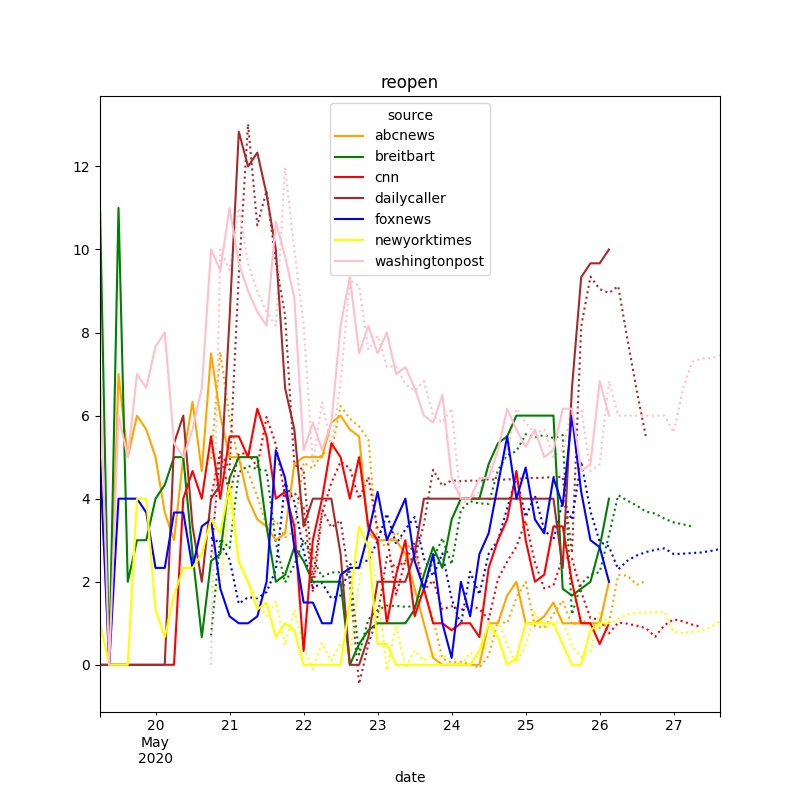 reopen
source
abcnews
breitbart
cnn
dailycaller
foxnews
newyorktimes
washingtonpost
12
10
8
6
4
2
0
20 21 22 23 24 25 26 27
May
2020
date